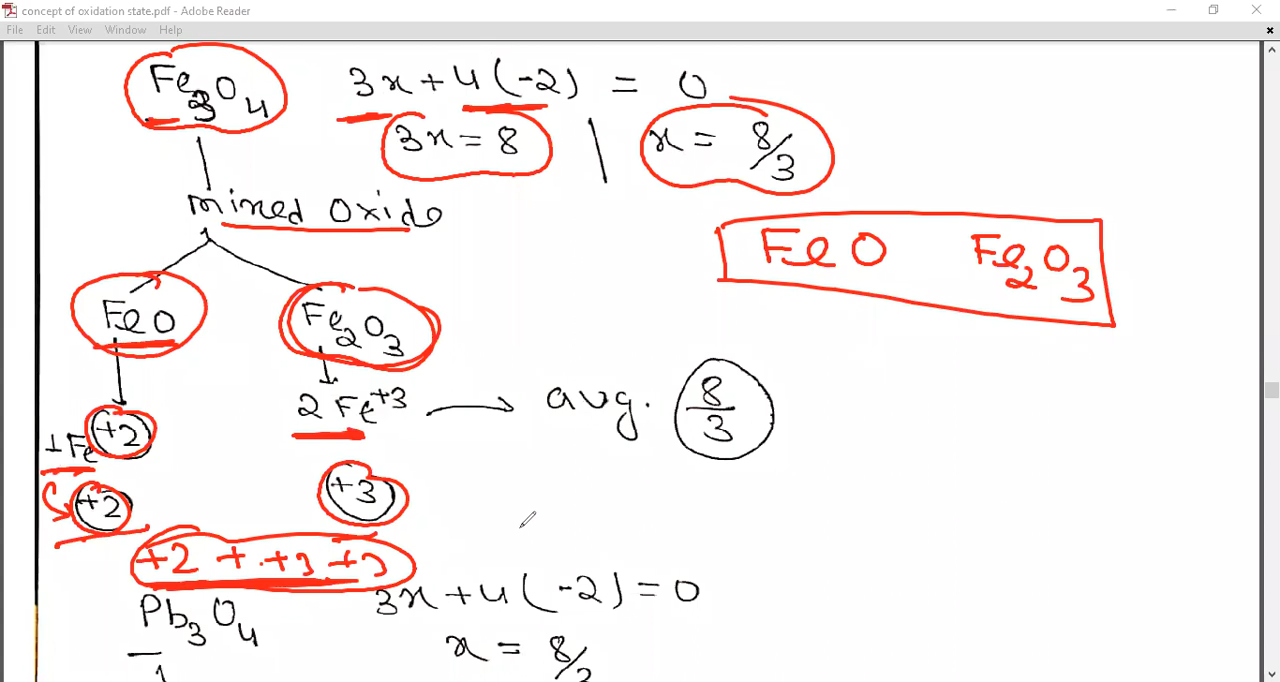 concept of oxidation state.pdf - Adobe Reader
File Edit View Window Help
Fe3O4 3x + 4(-2) = 0
3x = 8 | x = 8/3
mixed oxide
FeO Fe2O3
FeO Fe2O3
2 Fe+3 → avg. 8/3
1Fe +2
+2 +3
+2 + +3 +3
3x + 4(-2) = 0
Pb3O4
x = 8/3